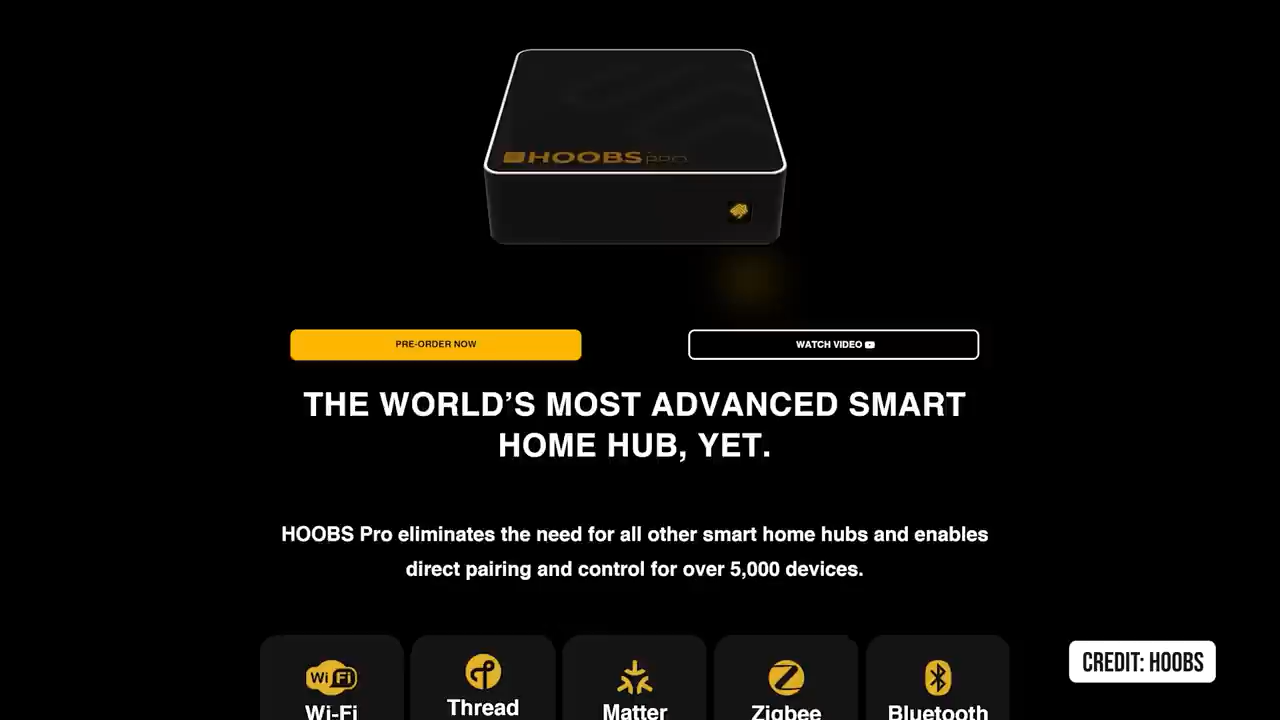 HOOBS PRO
PRE-ORDER NOW
WATCH VIDEO
THE WORLD’S MOST ADVANCED SMART
HOME HUB, YET.
HOOBS Pro eliminates the need for all other smart home hubs and enables
direct pairing and control for over 5,000 devices.
Wi Fi
Wi-Fi
Thread
Matter
Zigbee
Bluetooth
CREDIT: HOOBS